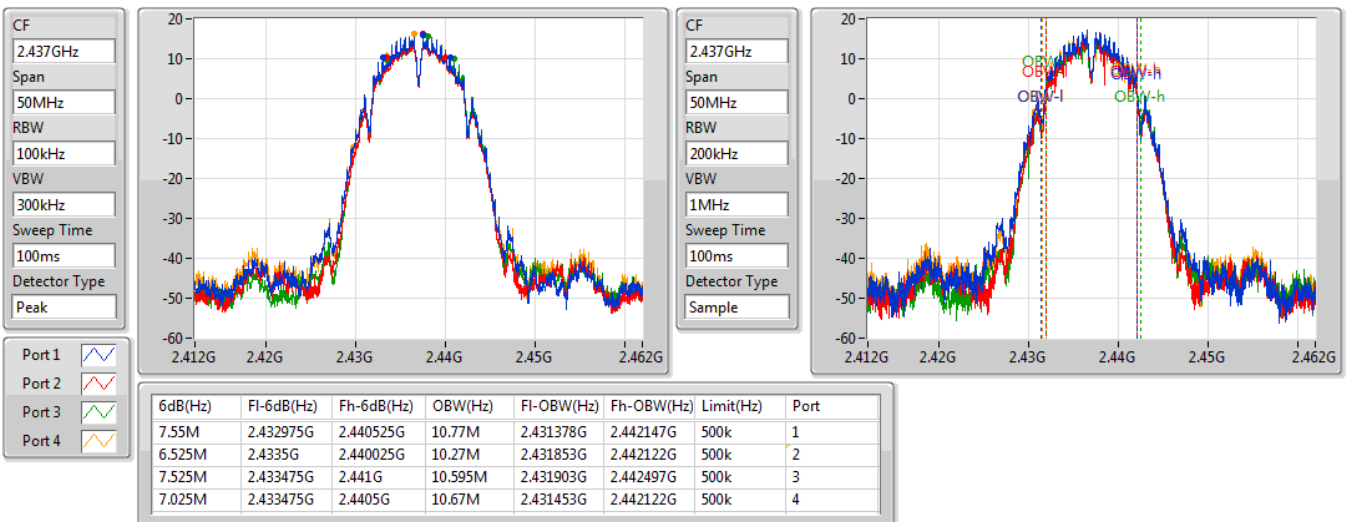 CF
2.437GHz
Span
50MHz
RBW
100kHz
VBW
300kHz
Sweep Time
100ms
Detector Type
Peak
Port 1
Port 2
Port 3
Port 4
20
10
0
-10
-20
-30
-40
-50
-60
2.412G 2.42G 2.43G 2.44G 2.45G 2.462G
CF
2.437GHz
Span
50MHz
RBW
200kHz
VBW
1MHz
Sweep Time
100ms
Detector Type
Sample
20
10
0
-10
-20
-30
-40
-50
-60
OBW-l OBW-h
OBW-h
2.412G 2.42G 2.43G 2.44G 2.45G 2.462G
6dB(Hz) Fl-6dB(Hz) Fh-6dB(Hz) OBW(Hz) Fl-OBW(Hz) Fh-OBW(Hz) Limit(Hz) Port
7.55M 2.432975G 2.440525G 10.77M 2.431378G 2.442147G 500k 1
6.525M 2.4335G 2.440025G 10.27M 2.431853G 2.442122G 500k 2
7.525M 2.433475G 2.441G 10.595M 2.431903G 2.442497G 500k 3
7.025M 2.433475G 2.4405G 10.67M 2.431453G 2.442122G 500k 4